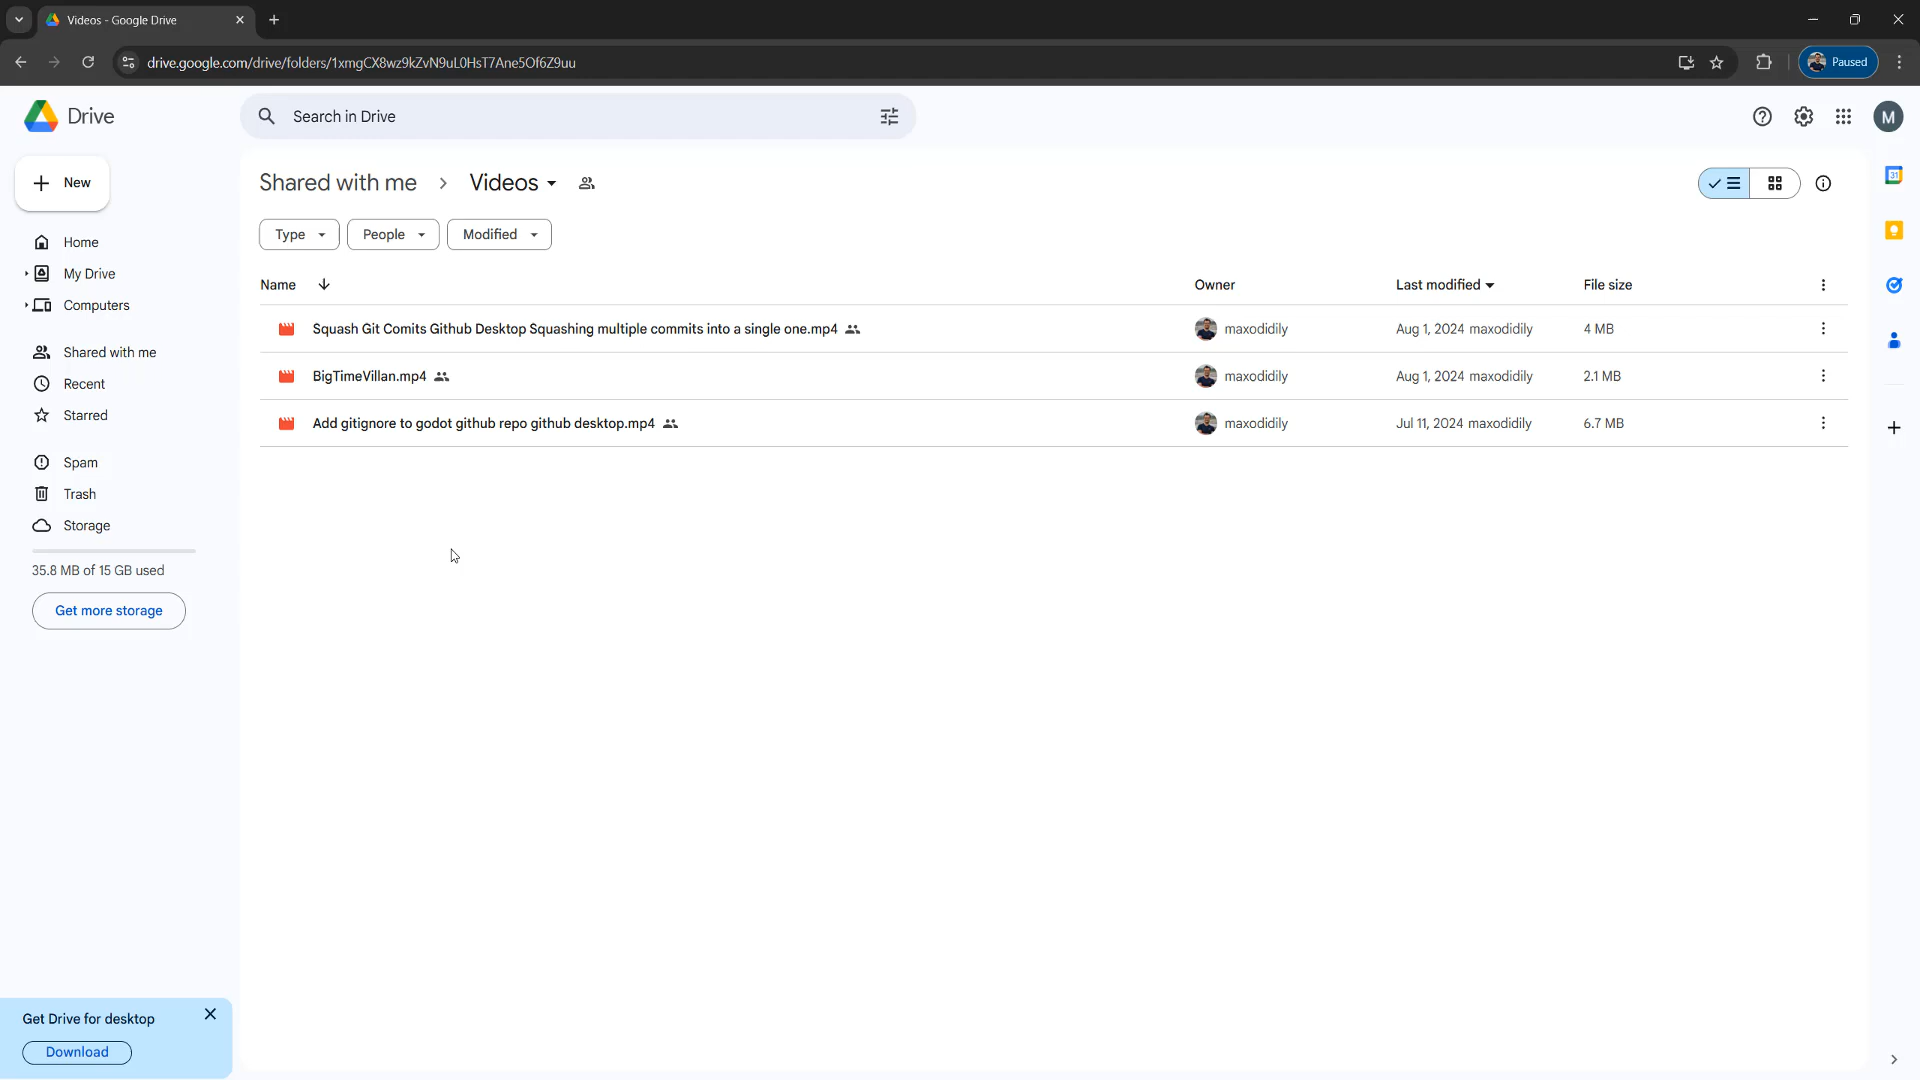 Videos - Google Drive
drive.google.com/drive/folders/1xmgCX8wz9kZvN9uL0HsT7Ane5Of6Z9uu
Paused
Drive
Search in Drive
M
New
Shared with me
Videos
31
Type
People
Modified
Home
My Drive
Computers
Name
Owner
Last modified
File size
Squash Git Comits Github Desktop Squashing multiple commits into a single one.mp4
maxodidily
Aug 1, 2024 maxodidily
4 MB
Shared with me
BigTimeVillan.mp4
maxodidily
Aug 1, 2024 maxodidily
2.1 MB
Recent
Starred
Add gitignore to godot github repo github desktop.mp4
maxodidily
Jul 11, 2024 maxodidily
6.7 MB
Spam
Trash
Storage
35.8 MB of 15 GB used
Get more storage
Get Drive for desktop
Download